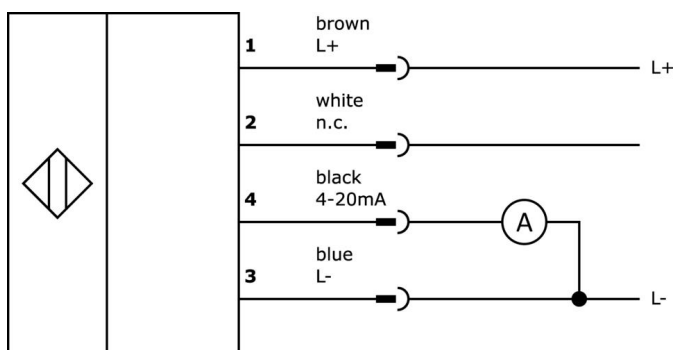 brown
1 L+
L+
white
2 n.c.
black
4 4-20mA
A
blue
3 L-
L-